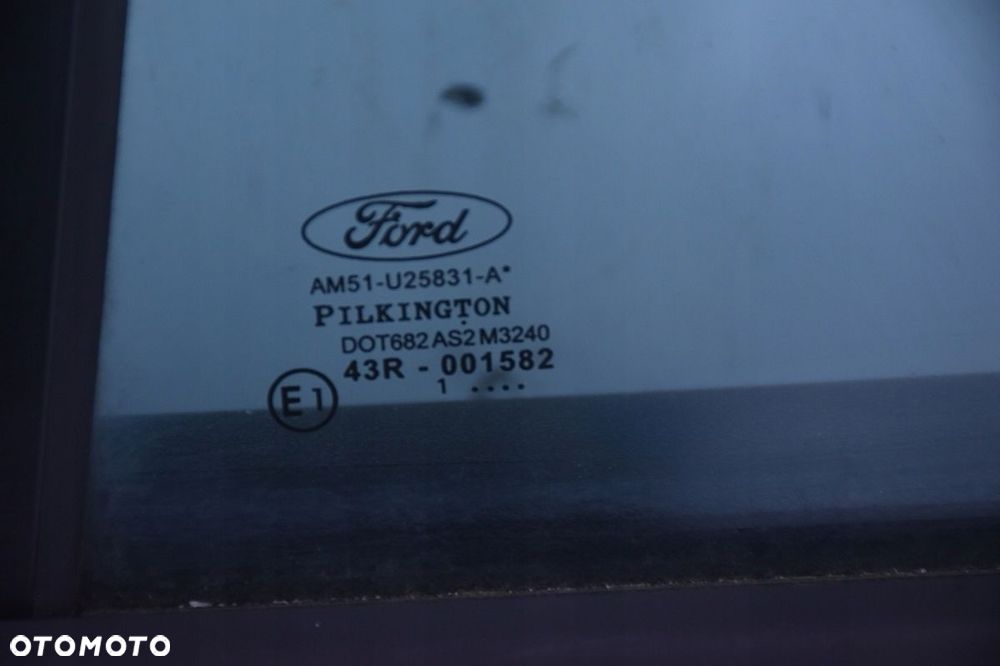 Ford
AM51-U25831-A*
PILKINGTON
DOT682 AS2 M3240
43R - 001582
1 ....
E1
OTOMOTO